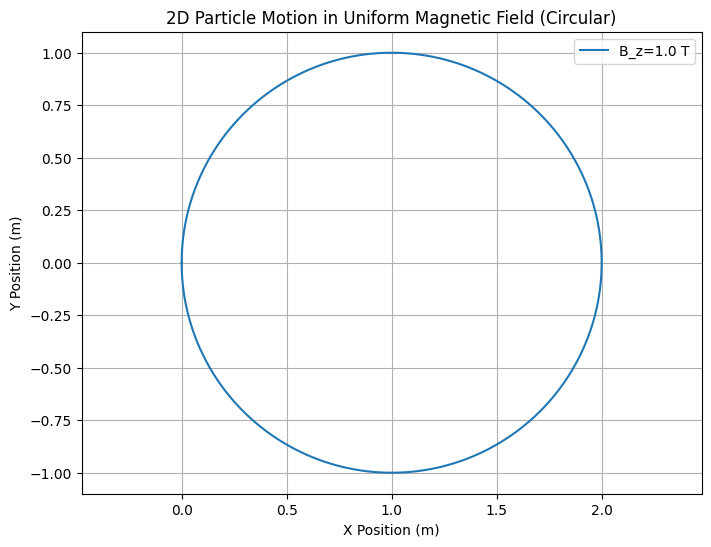 2D Particle Motion in Uniform Magnetic Field (Circular)
B_z=1.0 T
1.00
0.75
0.50
0.25
0.00
−0.25
−0.50
−0.75
−1.00
Y Position (m)
0.0 0.5 1.0 1.5 2.0
X Position (m)